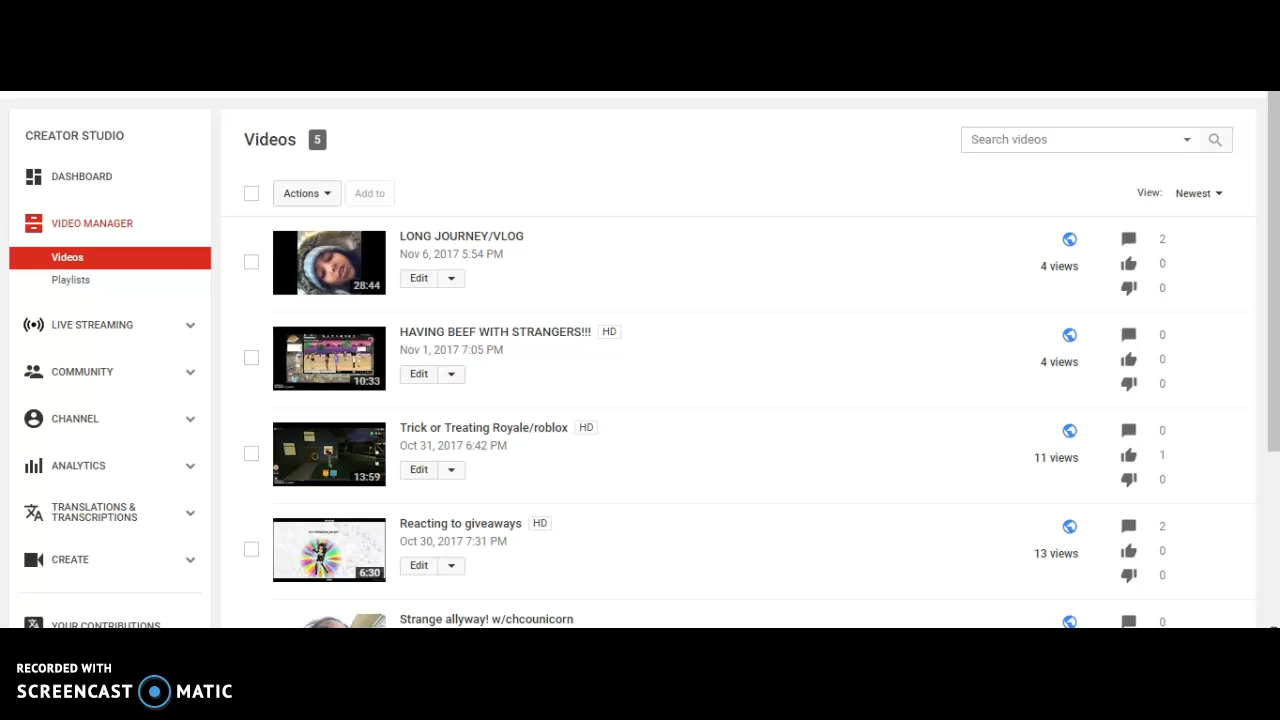 CREATOR STUDIO
DASHBOARD
VIDEO MANAGER
Videos
Playlists
LIVE STREAMING
COMMUNITY
CHANNEL
ANALYTICS
TRANSLATIONS &
TRANSCRIPTIONS
CREATE
YOUR CONTRIBUTIONS
Videos 5
Search videos
Actions Add to
View: Newest
LONG JOURNEY/VLOG
Nov 6, 2017 5:54 PM
Edit
28:44
4 views
2
0
0
HAVING BEEF WITH STRANGERS!!! HD
Nov 1, 2017 7:05 PM
Edit
10:33
4 views
0
0
0
Trick or Treating Royale/roblox HD
Oct 31, 2017 6:42 PM
Edit
13:59
11 views
0
1
0
Reacting to giveaways HD
Oct 30, 2017 7:31 PM
Edit
6:30
13 views
2
0
0
Strange allyway! w/chcounicorn
0
RECORDED WITH
SCREENCAST MATIC